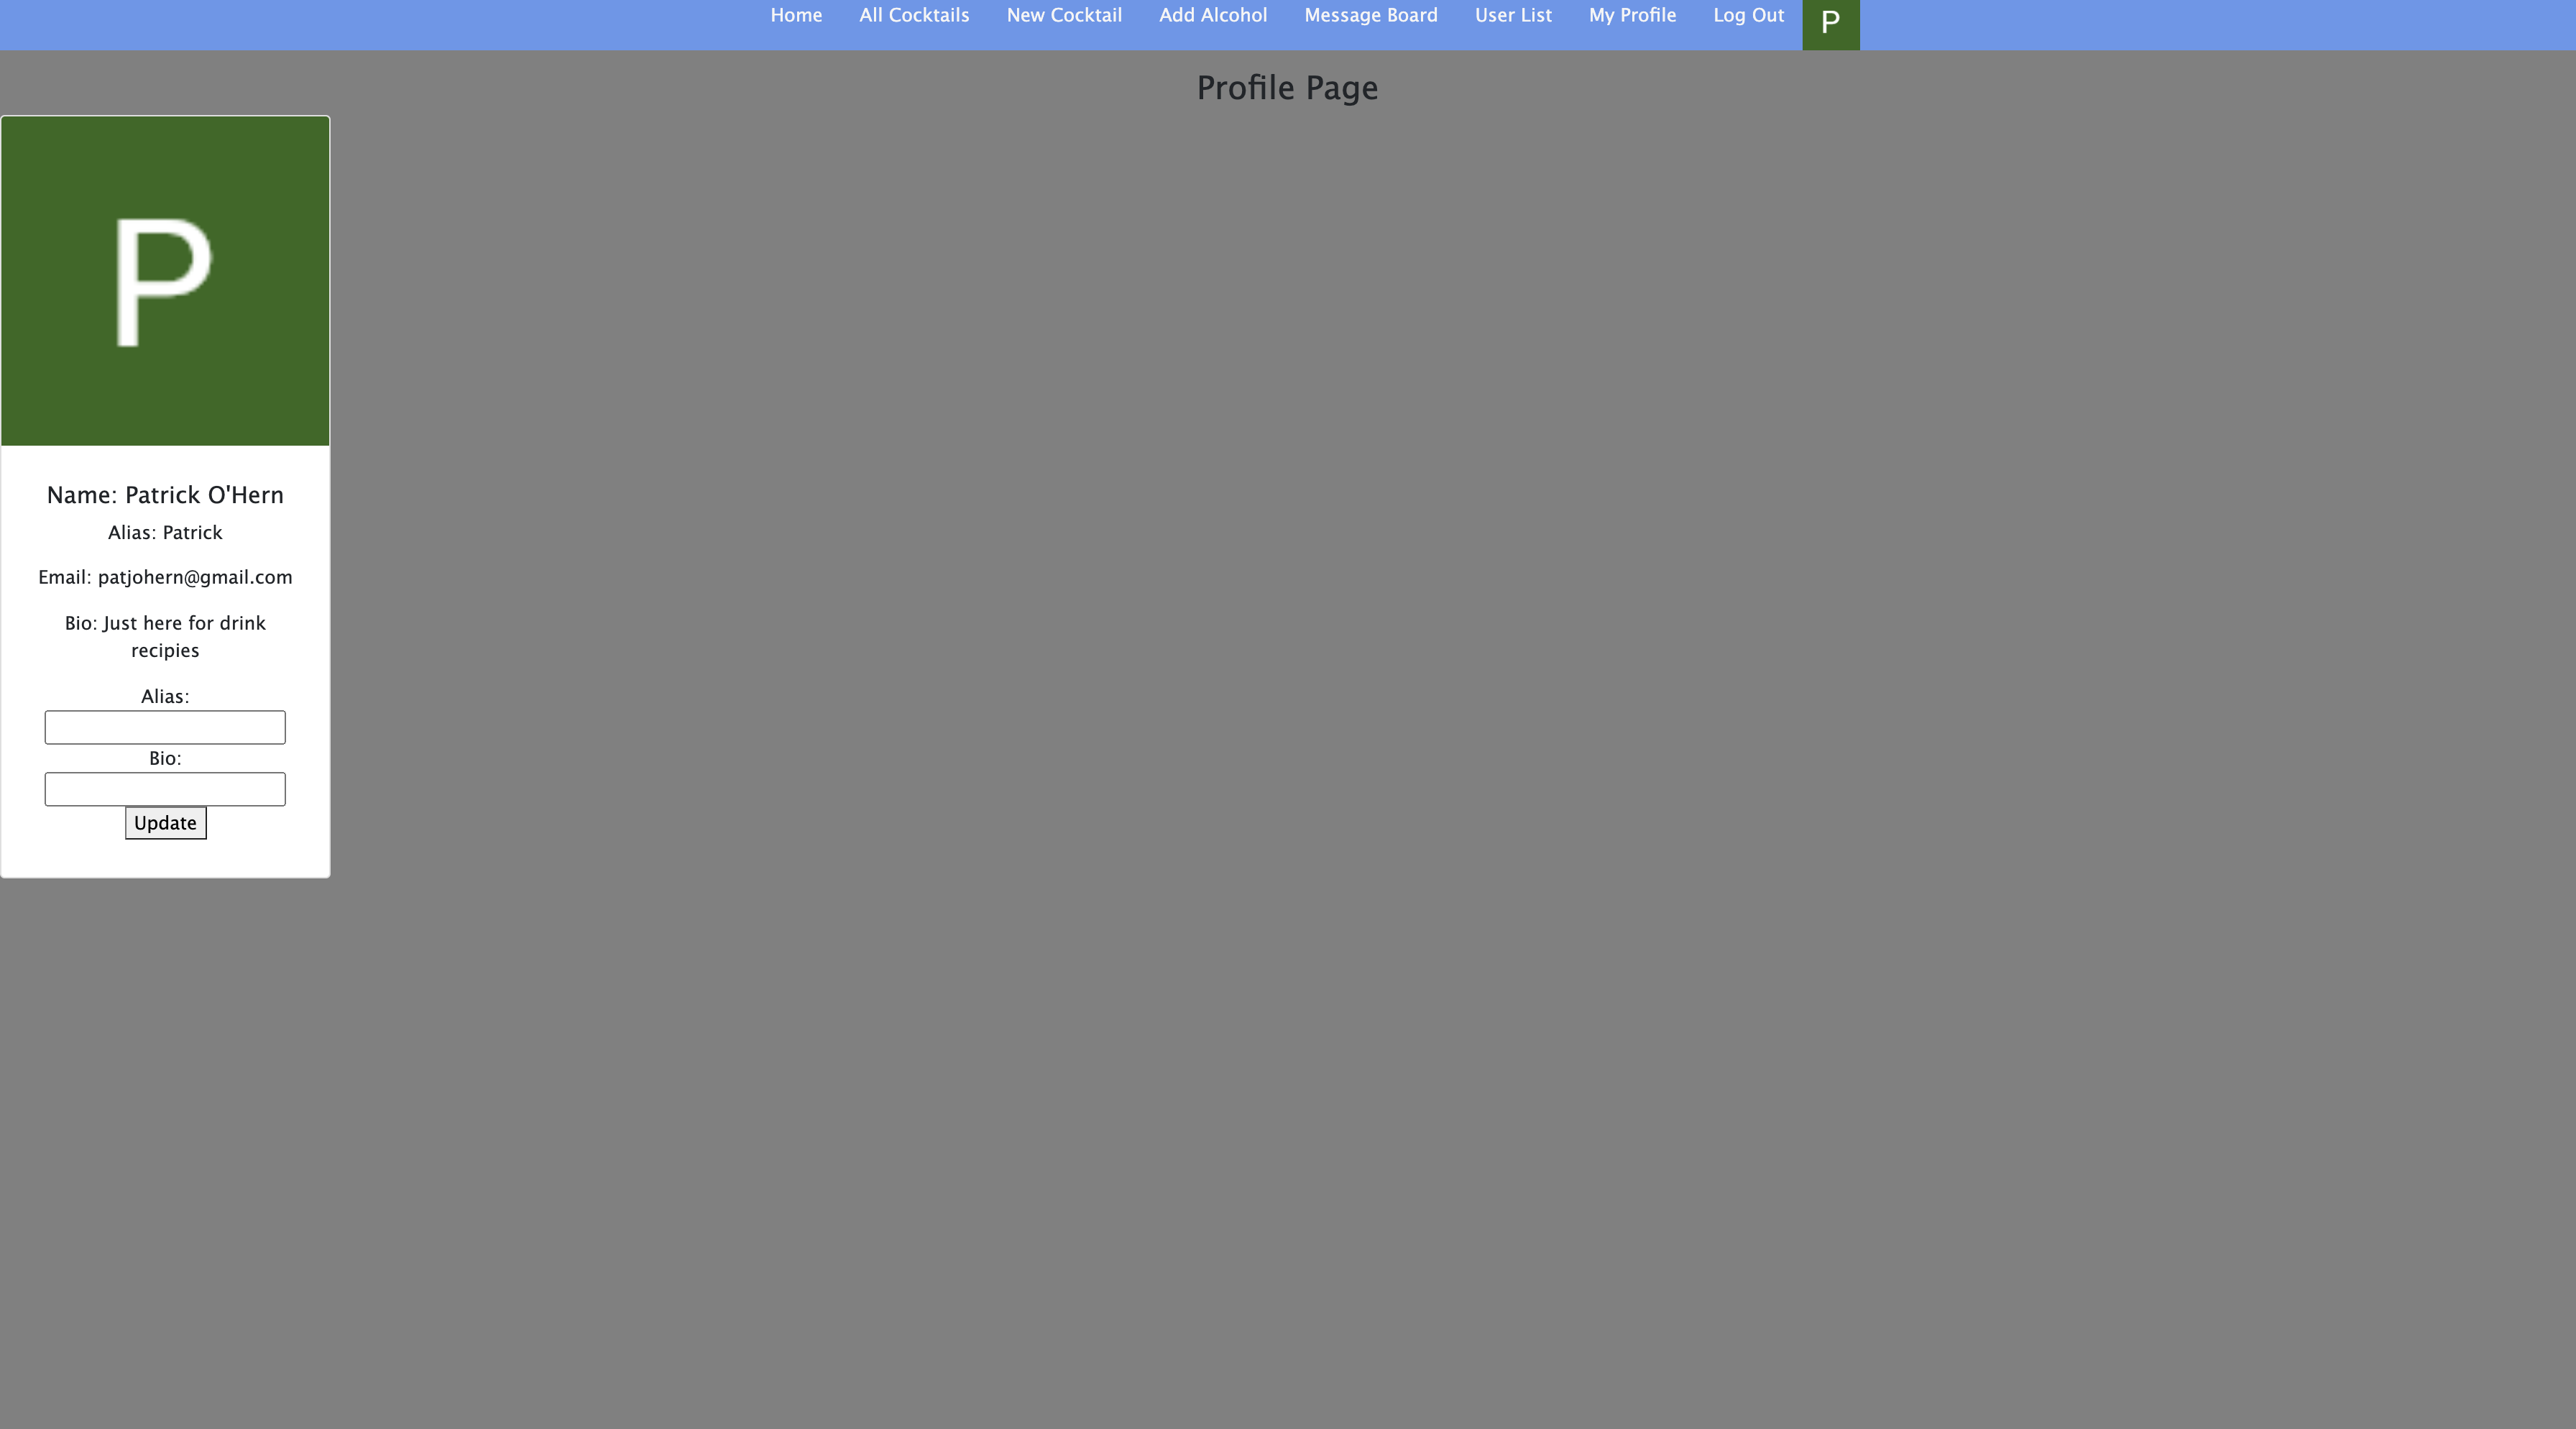 Home All Cocktails New Cocktail Add Alcohol Message Board User List My Profile Log Out P
Profile Page
P
Name: Patrick O'Hern
Alias: Patrick
Email: patjohern@gmail.com
Bio: Just here for drink
recipies
Alias:
Bio:
Update